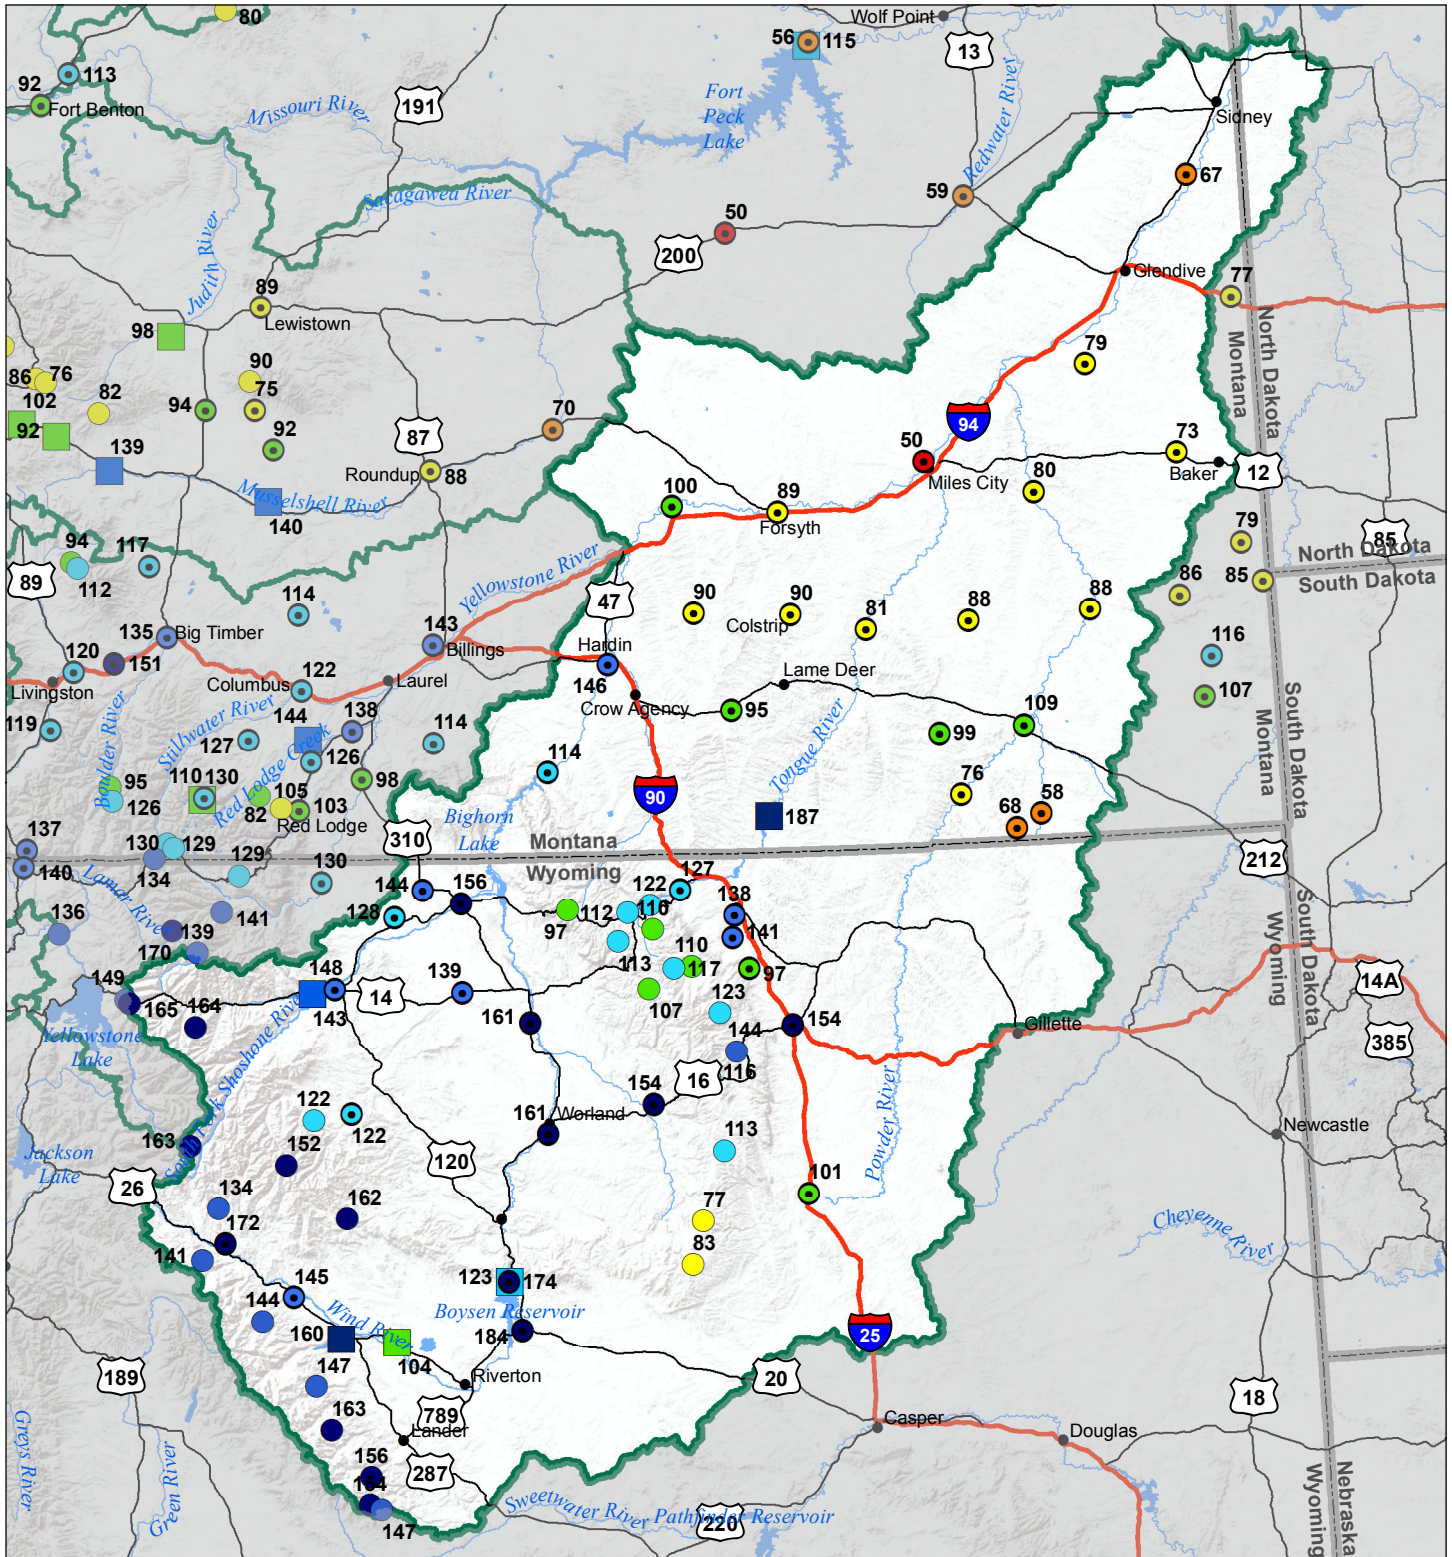 80
Wolf Point
56
115
13
92
113
Fort Benton
191
Missouri River
Fort
Peck
Lake
Redwater River
Sidney
67
Sacagawea River
59
50
200
Judith River
Glendive
77
89
Lewistown
98
North Dakota
Montana
79
90
86
76
75
82
102
94
92
92
70
87
94
139
Roundup
88
50
Miles City
73
Baker
12
80
Musselshell River
140
100
89
Forsyth
79
85
North Dakota
South Dakota
94
117
89
112
Yellowstone River
86
85
114
47
90
90
Colstrip
81
88
88
135
Big Timber
143
Billings
Hardin
146
116
120
151
Livingston
Columbus
122
Laurel
Lame Deer
Crow Agency
95
107
South Dakota
Montana
119
Boulder River
Stillwater River
144
138
127
126
114
109
99
114
Tongue River
95
126
110
130
Red Lodge Creek
105
98
82
103
Red Lodge
90
76
68
58
187
Bighorn
Lake
310
137
130
129
Montana
Wyoming
212
140
134
129
130
Lamar River
144
156
122
127
136
141
128
112
116
138
97
139
141
170
South Dakota
Wyoming
149
148
139
110
113
117
97
14
14A
165
164
143
107
123
161
154
Gillette
Yellowstone
Lake
144
116
385
South Fork Shoshone River
16
154
122
122
161
Worland
Powder River
Newcastle
163
152
113
Jackson
Lake
26
120
101
134
162
77
172
Cheyenne River
141
83
145
123
174
144
Wind River
Boysen Reservoir
160
104
184
25
147
Riverton
20
189
18
789
163
Lander
Casper
Douglas
Greys River
Green River
156
287
154
147
Sweetwater River
Pathfinder Reservoir
220
Nebraska
Wyoming